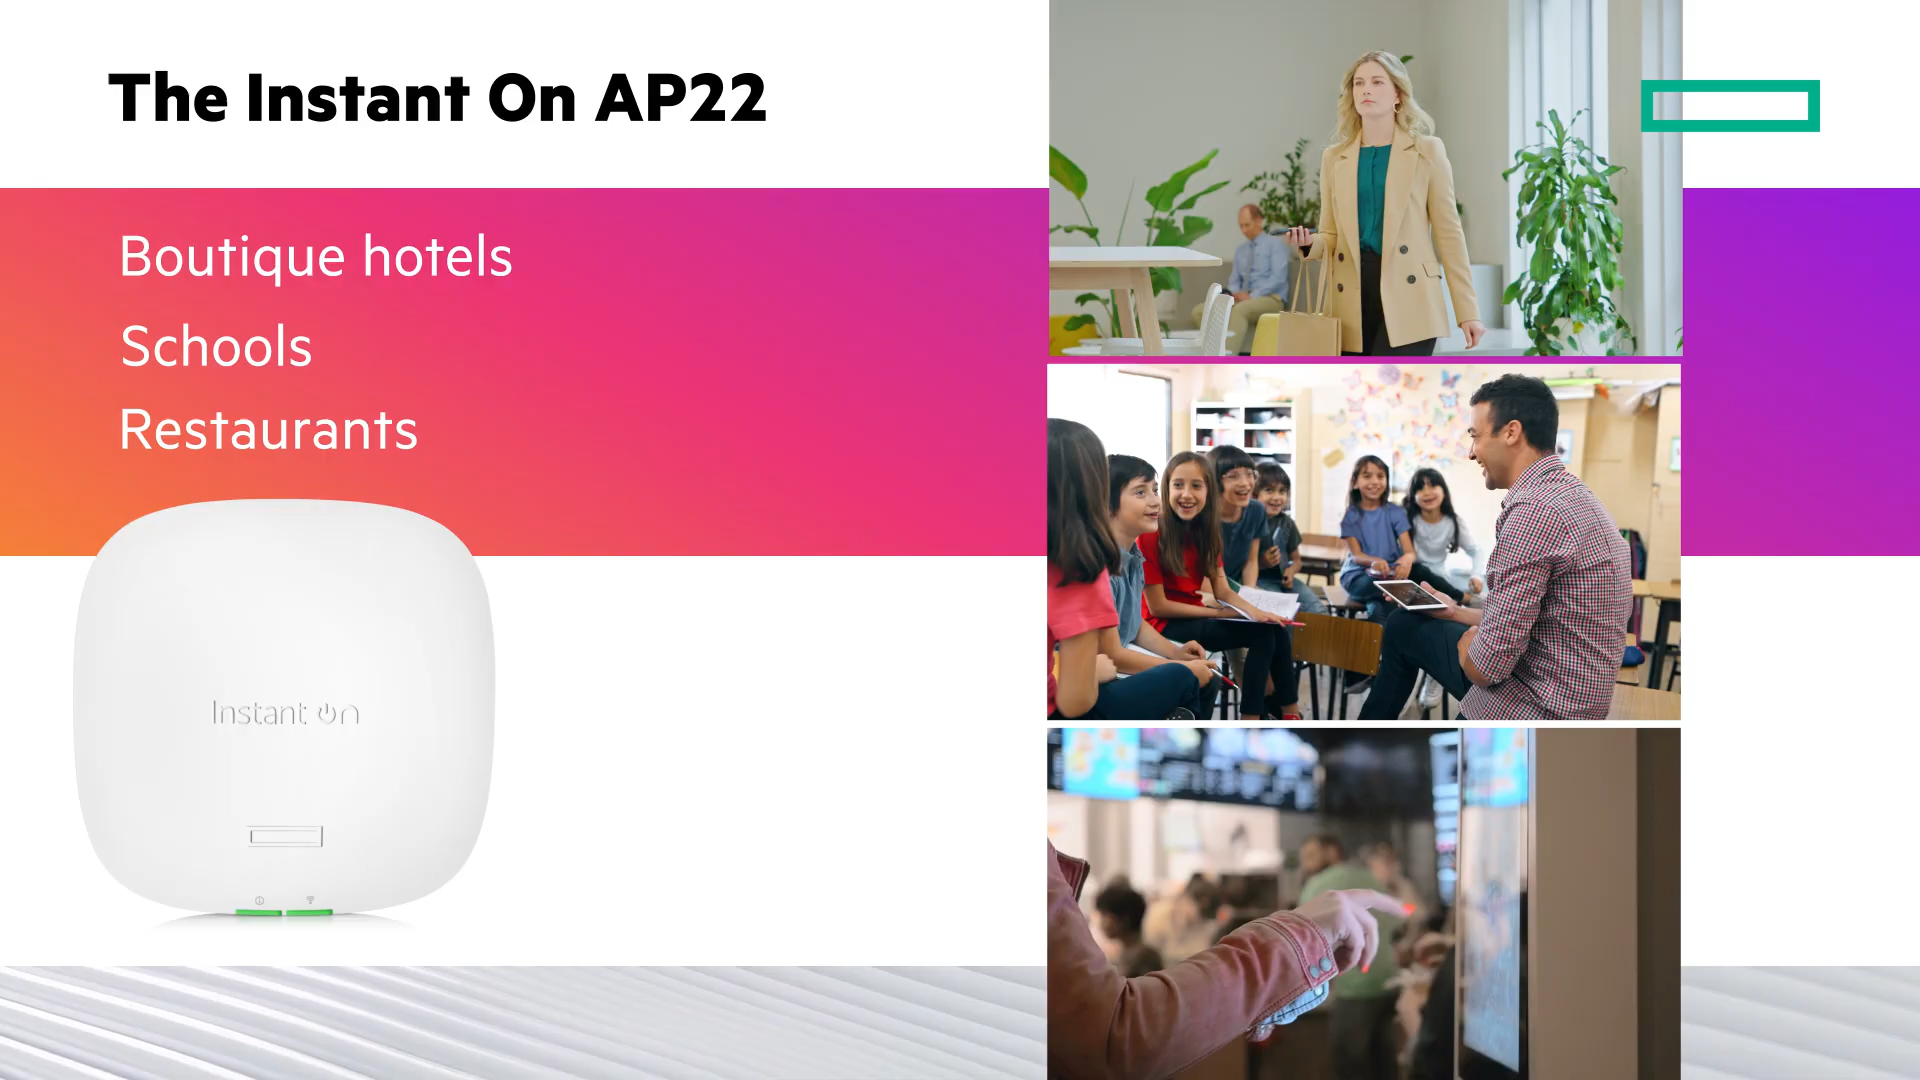 The Instant On AP22
Boutique hotels
Schools
Restaurants
Instant On